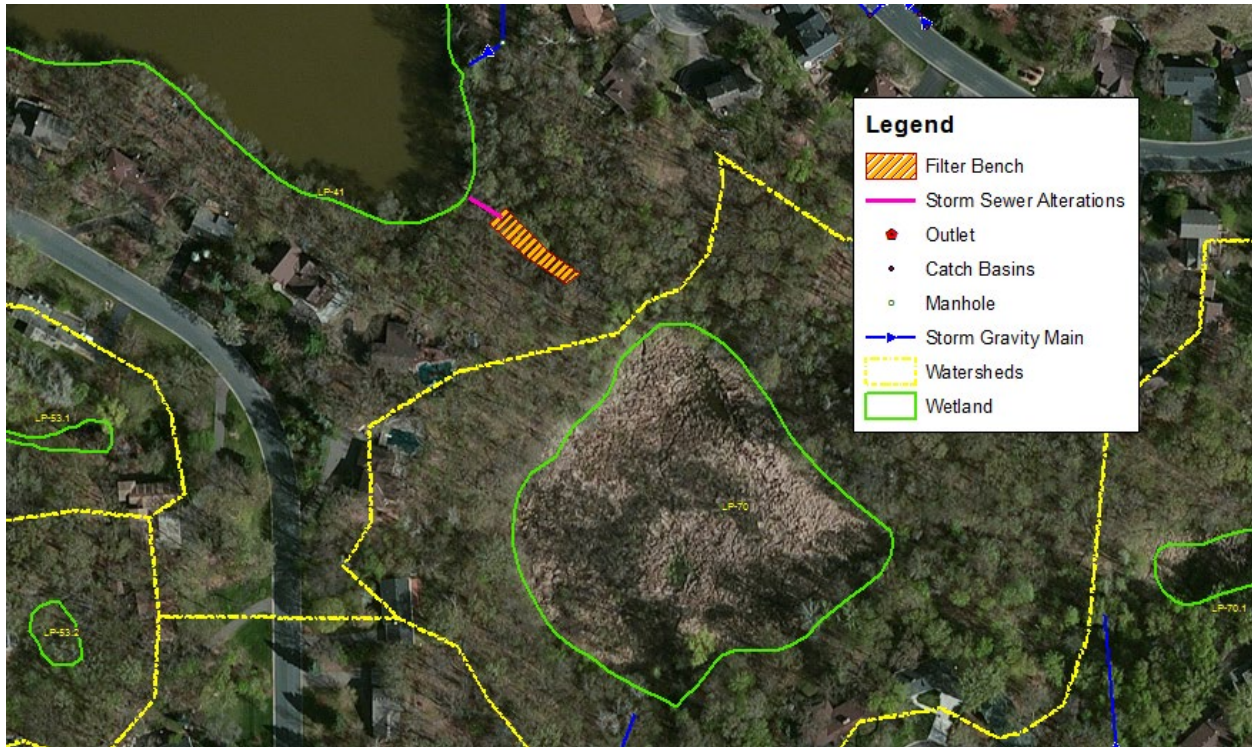 LP-41
Legend
Filter Bench
Storm Sewer Alterations
Outlet
Catch Basins
Manhole
Storm Gravity Main
Watersheds
Wetland
LP-53.1
LP-70
LP-70.1
LP-53.2